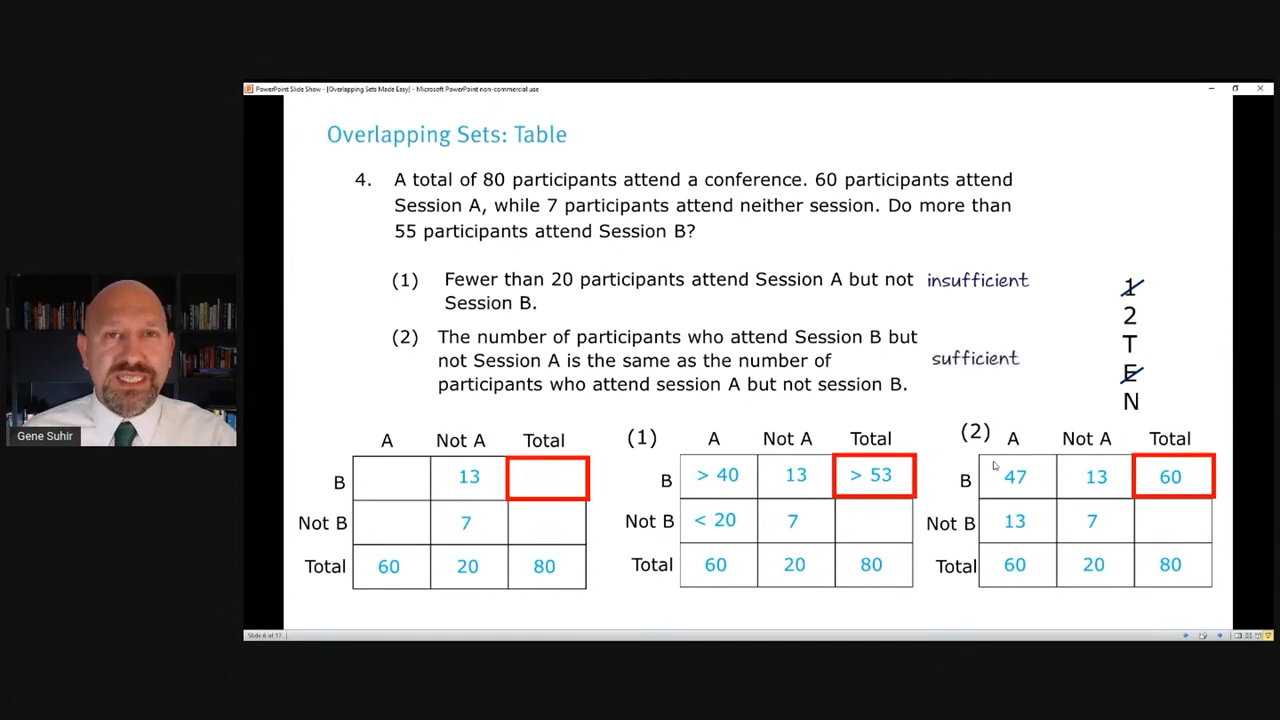 PowerPoint Slide Show - [Overlapping Sets Made Easy] - Microsoft PowerPoint non-commercial use
Overlapping Sets: Table
4. A total of 80 participants attend a conference. 60 participants attend
Session A, while 7 participants attend neither session. Do more than
55 participants attend Session B?
(1) Fewer than 20 participants attend Session A but not insufficient
Session B.
(2) The number of participants who attend Session B but
not Session A is the same as the number of sufficient
participants who attend session A but not session B.
1
2
T
E
N
Gene Suhir
A Not A Total
B 13
Not B 7
Total 60 20 80
(1) A Not A Total
B > 40 13 > 53
Not B < 20 7
Total 60 20 80
(2) A Not A Total
B 47 13 60
Not B 13 7
Total 60 20 80
Slide 6 of 17